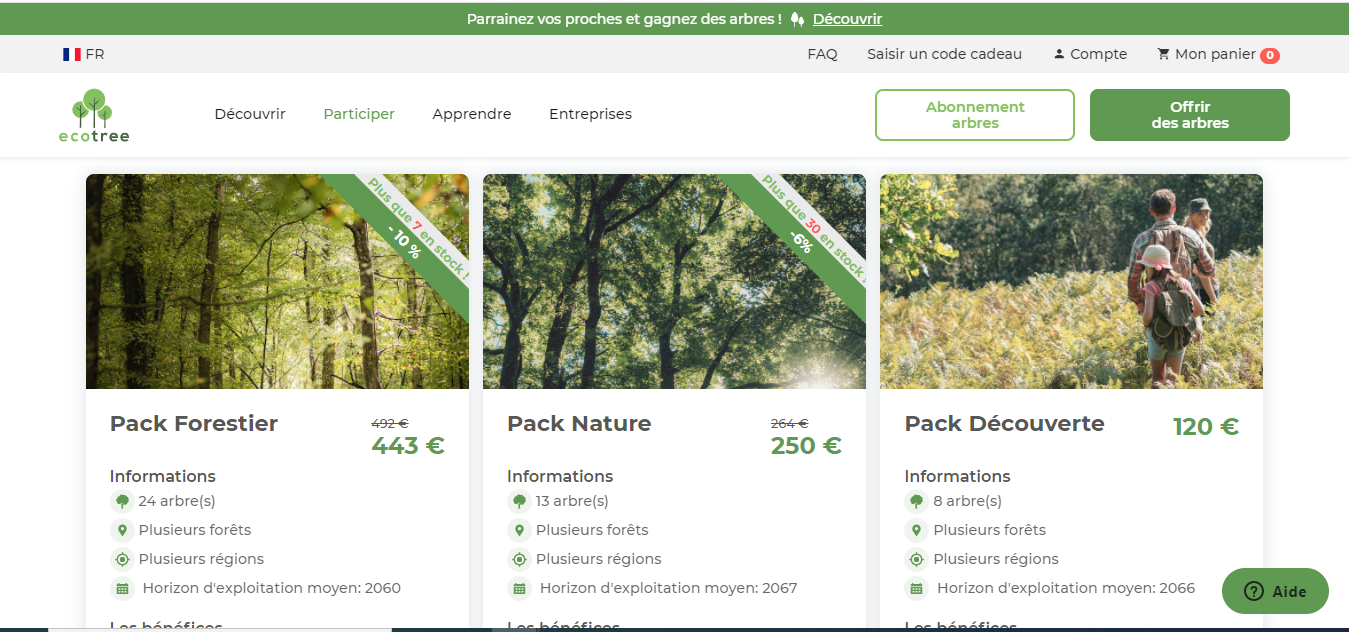 Parrainez vos proches et gagnez des arbres ! Découvrir
FR
FAQ
Saisir un code cadeau
Compte
Mon panier 0
ecotree
Découvrir
Participer
Apprendre
Entreprises
Abonnement
arbres
Offrir
des arbres
Plus que 7 en stock !
- 10 %
Plus que 30 en stock !
-6%
Pack Forestier
492 €
443 €
Informations
24 arbre(s)
Plusieurs forêts
Plusieurs régions
Horizon d'exploitation moyen: 2060
Les bénéfices
Pack Nature
264 €
250 €
Informations
13 arbre(s)
Plusieurs forêts
Plusieurs régions
Horizon d'exploitation moyen: 2067
Les bénéfices
Pack Découverte
120 €
Informations
8 arbre(s)
Plusieurs forêts
Plusieurs régions
Horizon d'exploitation moyen: 2066
Les bénéfices
Aide